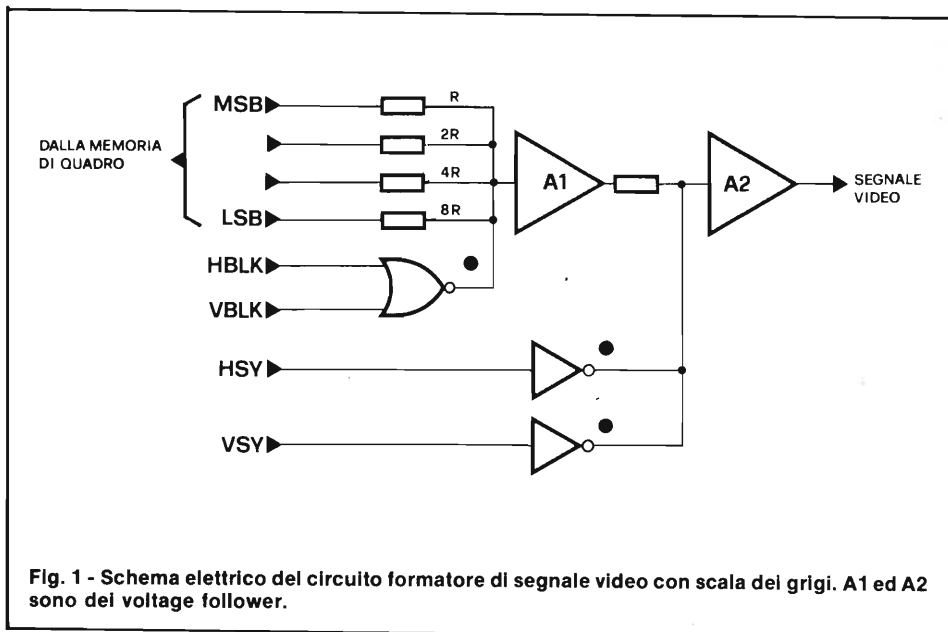 MSB
R
DALLA MEMORIA
DI QUADRO
2R
4R
LSB
8R
A1
A2
SEGNALE
VIDEO
HBLK
VBLK
HSY
VSY
Fig. 1 - Schema elettrico del circuito formatore di segnale video con scala dei grigi. A1 ed A2
sono dei voltage follower.